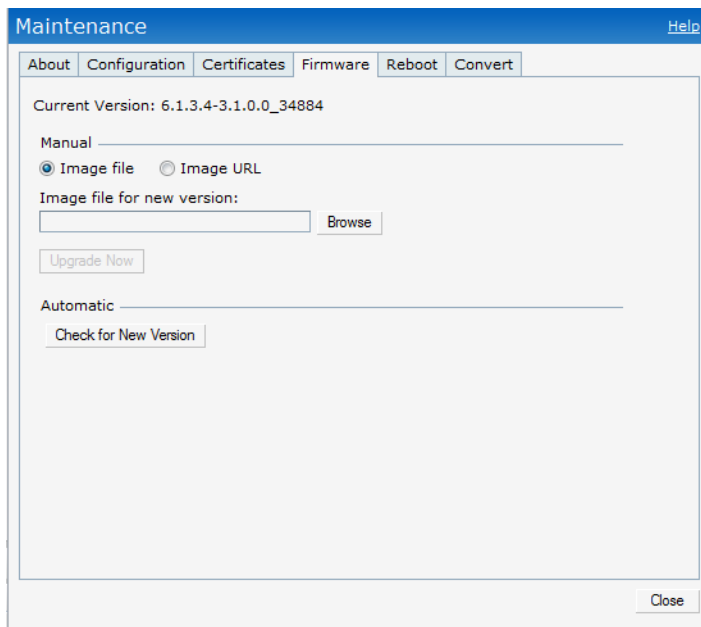 Maintenance Help
About Configuration Certificates Firmware Reboot Convert
Current Version: 6.1.3.4-3.1.0.0_34884
Manual
Image file Image URL
Image file for new version:
Browse
Upgrade Now
Automatic
Check for New Version
Close